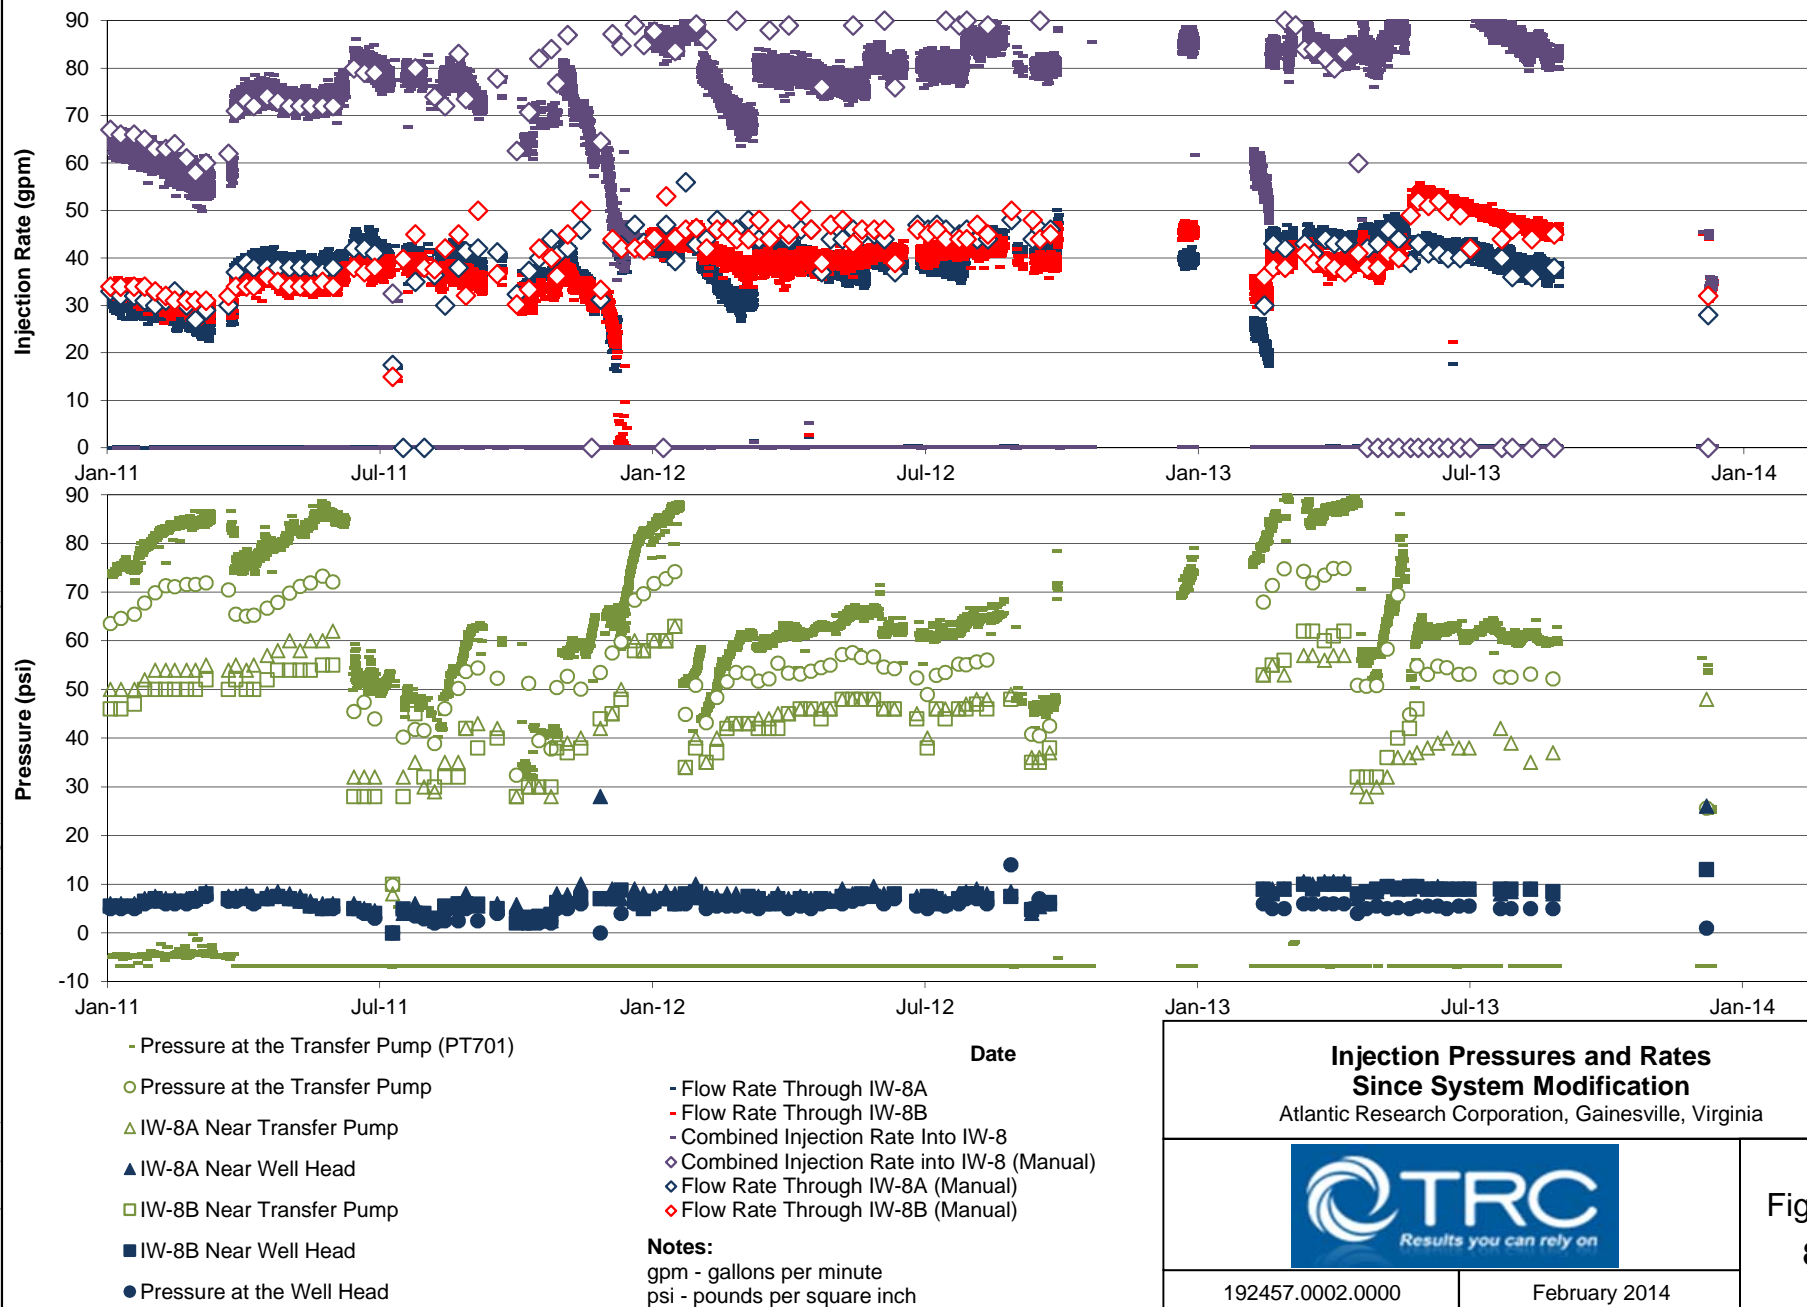 Injection Rate (gpm)
90
80
70
60
50
40
30
20
10
0
Jan-11 Jul-11 Jan-12 Jul-12 Jan-13 Jul-13 Jan-14
Pressure (psi)
90
80
70
60
50
40
30
20
10
0
-10
Jan-11 Jul-11 Jan-12 Jul-12 Jan-13 Jul-13 Jan-14
Date
Pressure at the Transfer Pump (PT701)
Pressure at the Transfer Pump
IW-8A Near Transfer Pump
IW-8A Near Well Head
IW-8B Near Transfer Pump
IW-8B Near Well Head
Pressure at the Well Head
Flow Rate Through IW-8A
Flow Rate Through IW-8B
Combined Injection Rate Into IW-8
Combined Injection Rate into IW-8 (Manual)
Flow Rate Through IW-8A (Manual)
Flow Rate Through IW-8B (Manual)
Notes:
gpm - gallons per minute
psi - pounds per square inch
Injection Pressures and Rates
Since System Modification
Atlantic Research Corporation, Gainesville, Virginia
TRC
Results you can rely on
192457.0002.0000
February 2014